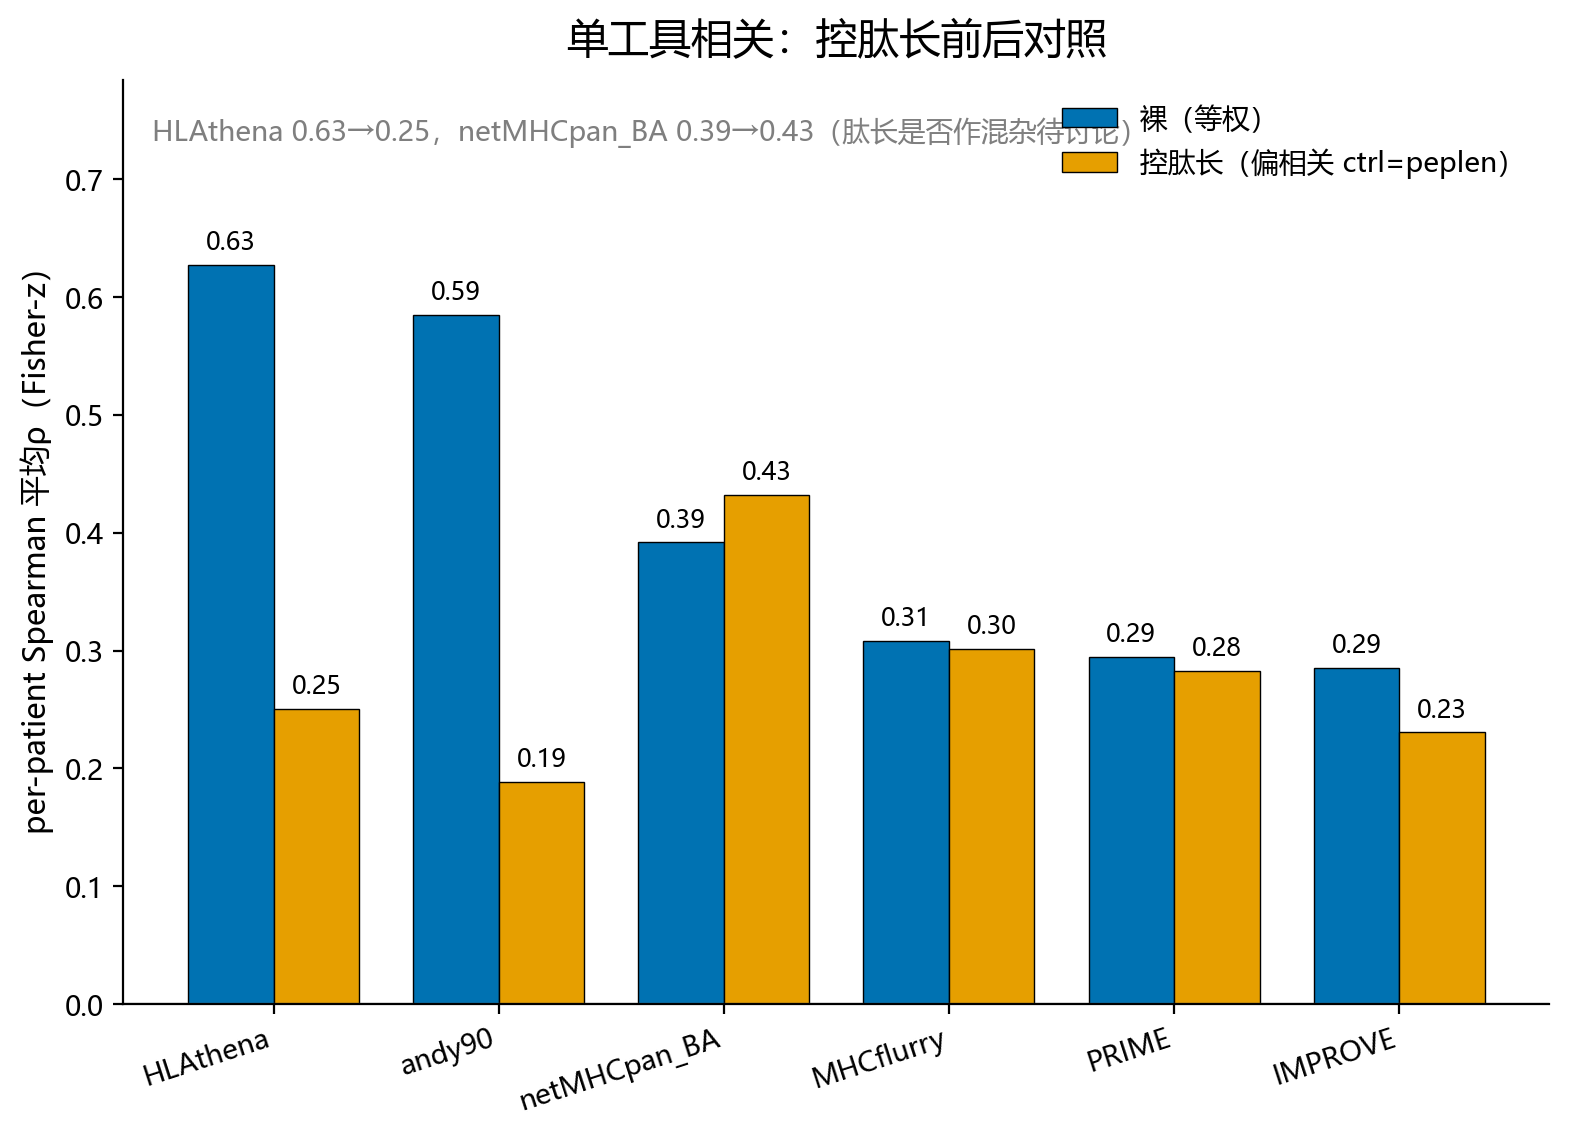 单工具相关：控肽长前后对照
HLAthena 0.63→0.25，netMHCpan_BA 0.39→0.43（肽长是否作混杂待讨论）
裸（等权）
控肽长（偏相关 ctrl=peplen）
per-patient Spearman 平均ρ（Fisher-z）
0.7
0.6
0.5
0.4
0.3
0.2
0.1
0.0
0.63
0.25
0.59
0.19
0.39
0.43
0.31
0.30
0.29
0.28
0.29
0.23
HLAthena
andy90
netMHCpan_BA
MHCflurry
PRIME
IMPROVE